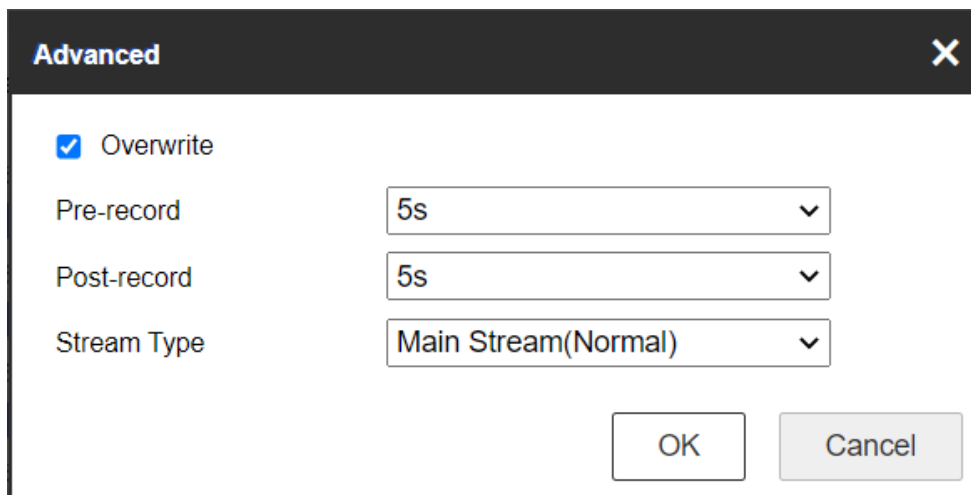 Advanced
Overwrite
Pre-record 5s
Post-record 5s
Stream Type Main Stream(Normal)
OK Cancel